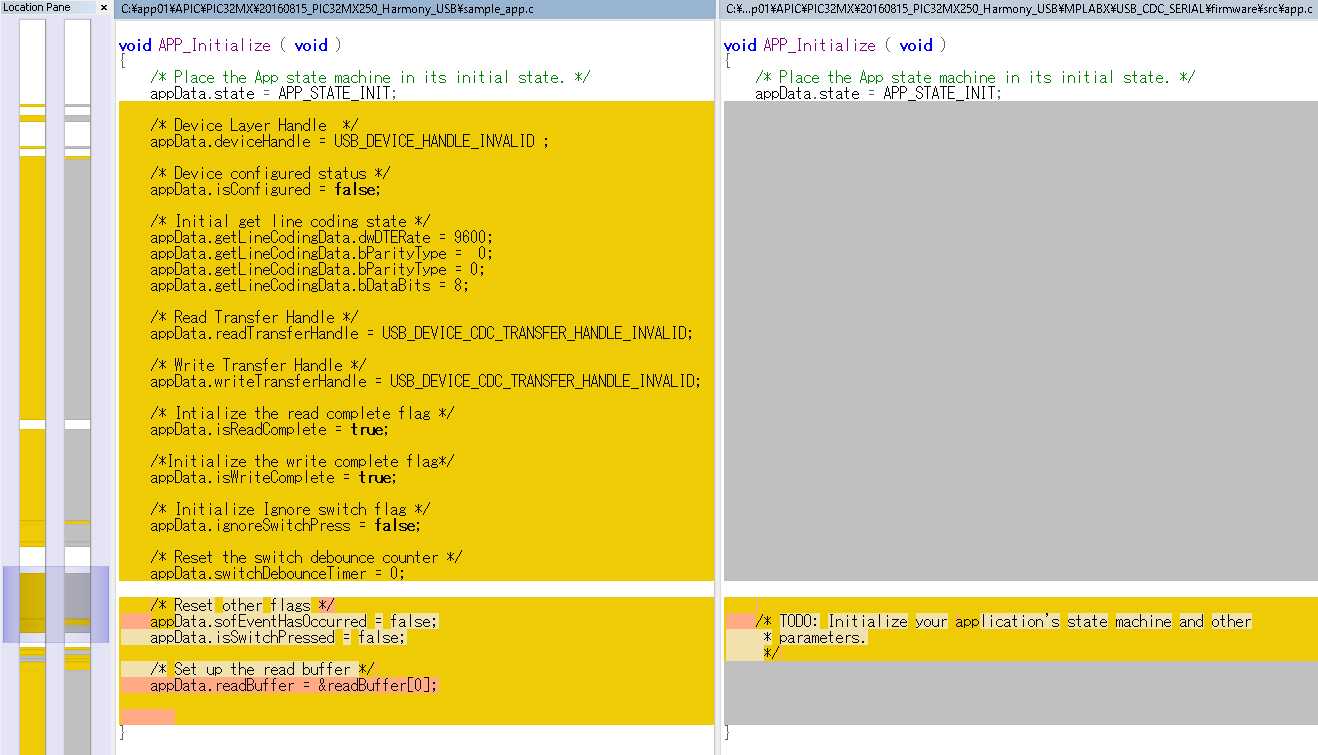 Location Pane ×
C:¥app01¥APIC¥PIC32MX¥20160815_PIC32MX250_Harmony_USB¥sample_app.c
void APP_Initialize ( void )
{
/* Place the App state machine in its initial state. */
appData.state = APP_STATE_INIT;
/* Device Layer Handle  */
appData.deviceHandle = USB_DEVICE_HANDLE_INVALID ;
/* Device configured status */
appData.isConfigured = false;
/* Initial get line coding state */
appData.getLineCodingData.dwDTERate = 9600;
appData.getLineCodingData.bParityType =  0;
appData.getLineCodingData.bParityType = 0;
appData.getLineCodingData.bDataBits = 8;
/* Read Transfer Handle */
appData.readTransferHandle = USB_DEVICE_CDC_TRANSFER_HANDLE_INVALID;
/* Write Transfer Handle */
appData.writeTransferHandle = USB_DEVICE_CDC_TRANSFER_HANDLE_INVALID;
/* Intialize the read complete flag */
appData.isReadComplete = true;
/*Initialize the write complete flag*/
appData.isWriteComplete = true;
/* Initialize Ignore switch flag */
appData.ignoreSwitchPress = false;
/* Reset the switch debounce counter */
appData.switchDebounceTimer = 0;
/* Reset other flags */
appData.sofEventHasOccurred = false;
appData.isSwitchPressed = false;
/* Set up the read buffer */
appData.readBuffer = &readBuffer[0];
}
C:¥...p01¥APIC¥PIC32MX¥20160815_PIC32MX250_Harmony_USB¥MPLABX¥USB_CDC_SERIAL¥firmware¥src¥app.c
void APP_Initialize ( void )
{
/* Place the App state machine in its initial state. */
appData.state = APP_STATE_INIT;
/* TODO: Initialize your application's state machine and other
* parameters.
*/
}